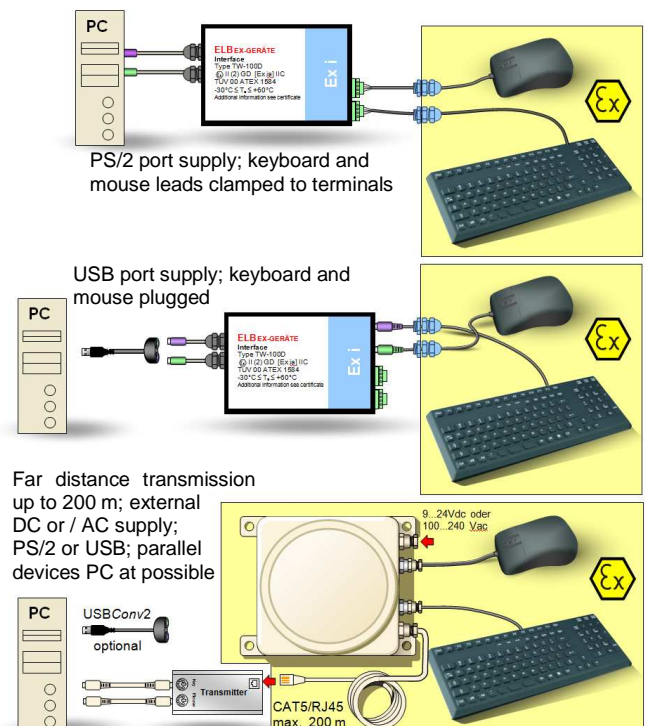 PC
ELBEX-GERÄTE
Interface
Type TW-100D
II (2) GD [Ex ia] IIC
TÜV 00 ATEX 1584
-30°C ≤ Ta ≤ +60°C
Additional information see certificate
Ex i
Ex
PS/2 port supply; keyboard and
mouse leads clamped to terminals
USB port supply; keyboard and
mouse plugged
PC
ELBEX-GERÄTE
Interface
Type TW-100D
II (2) GD [Ex ia] IIC
TÜV 00 ATEX 1584
-30°C ≤ Ta ≤ +60°C
Additional information see certificate
Ex i
Ex
Far distance transmission
up to 200 m; external
DC or / AC supply;
PS/2 or USB; parallel
devices PC at possible
9...24Vdc oder
100...240 Vac
Ex
PC
USBConv2
optional
Transmitter
CAT5/RJ45
max. 200 m